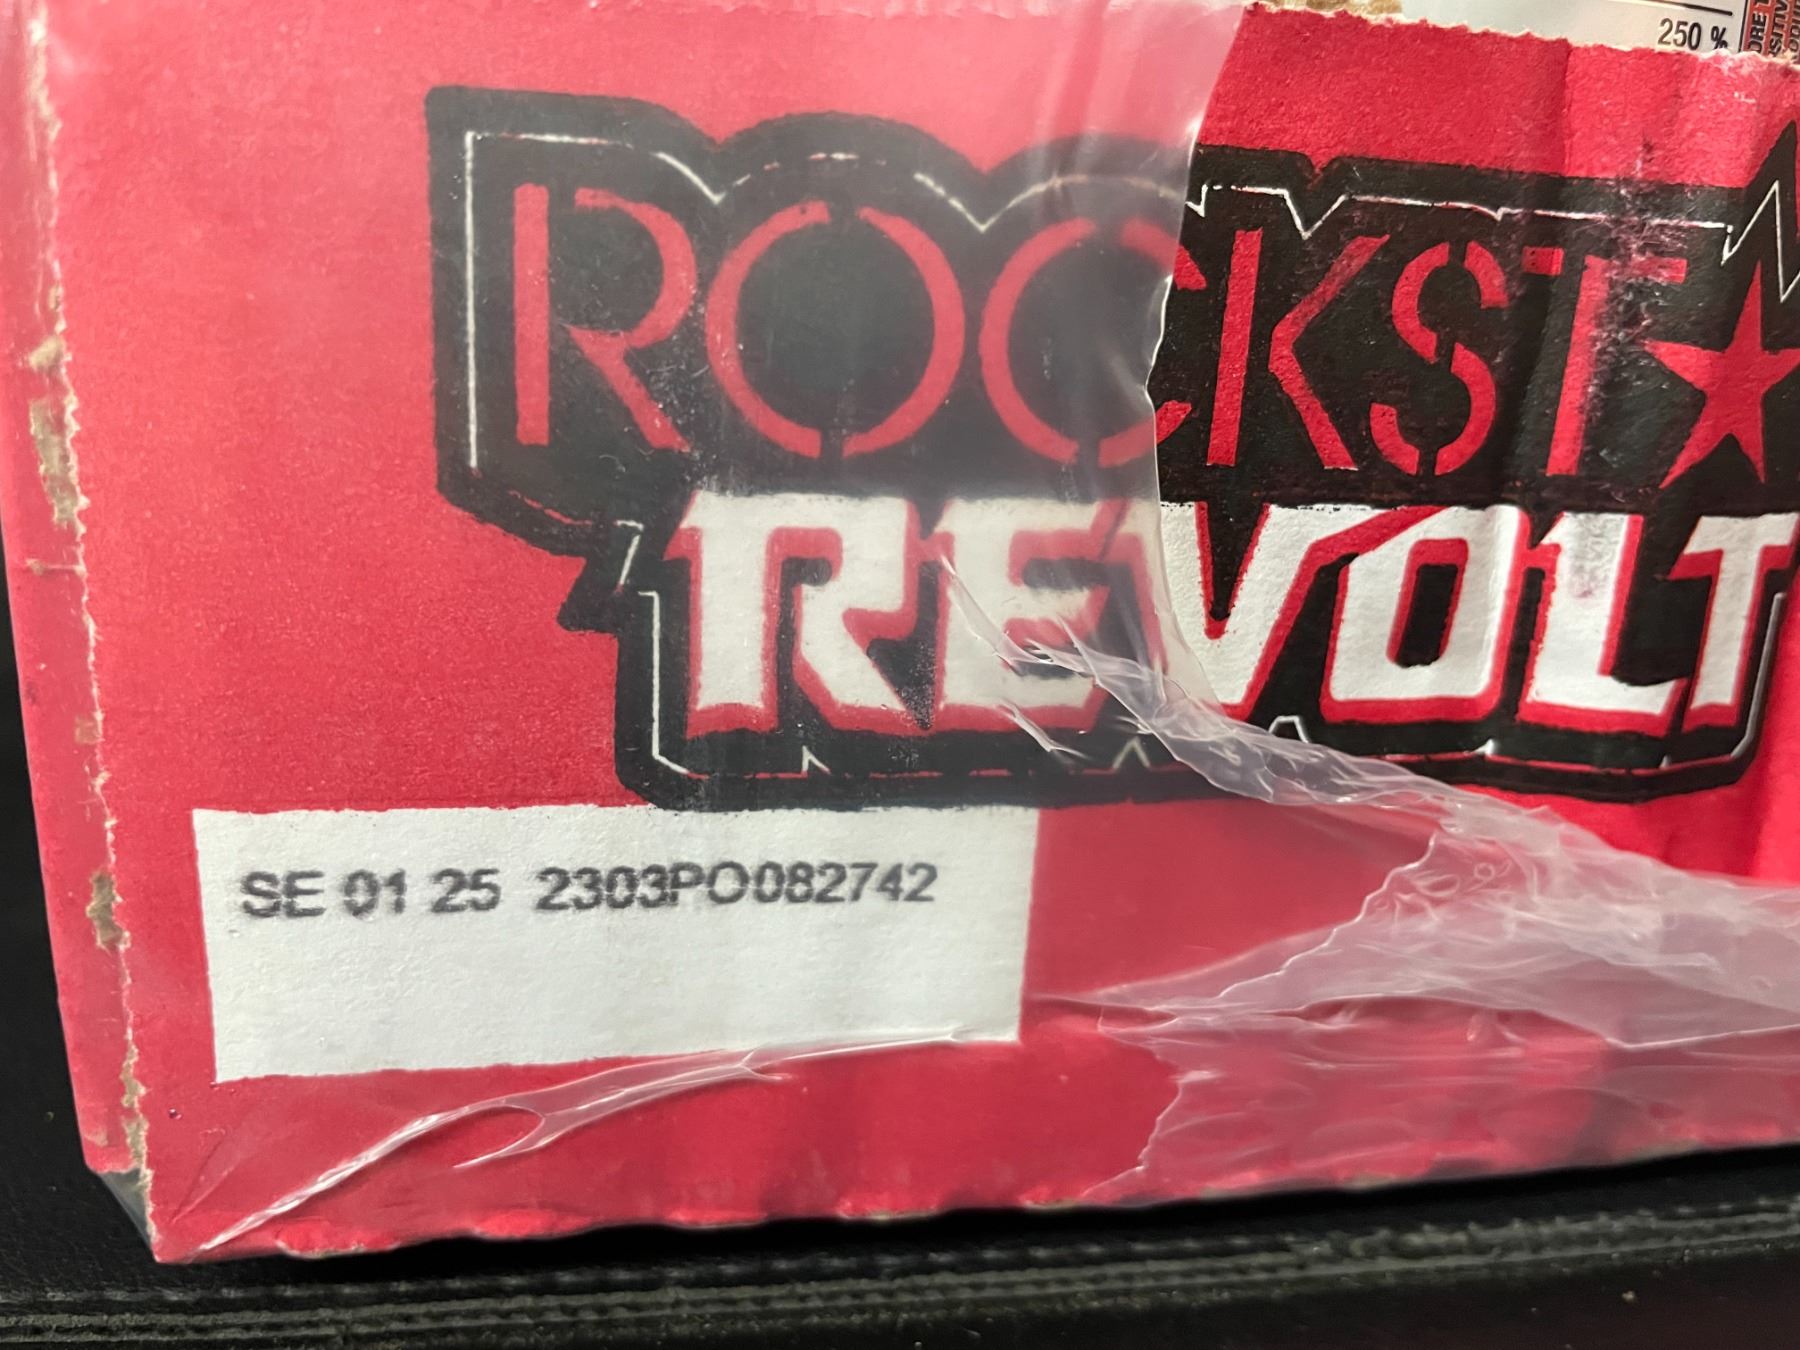 250 %
ROCKST★
REVOLT
SE 01 25 2303PO082742